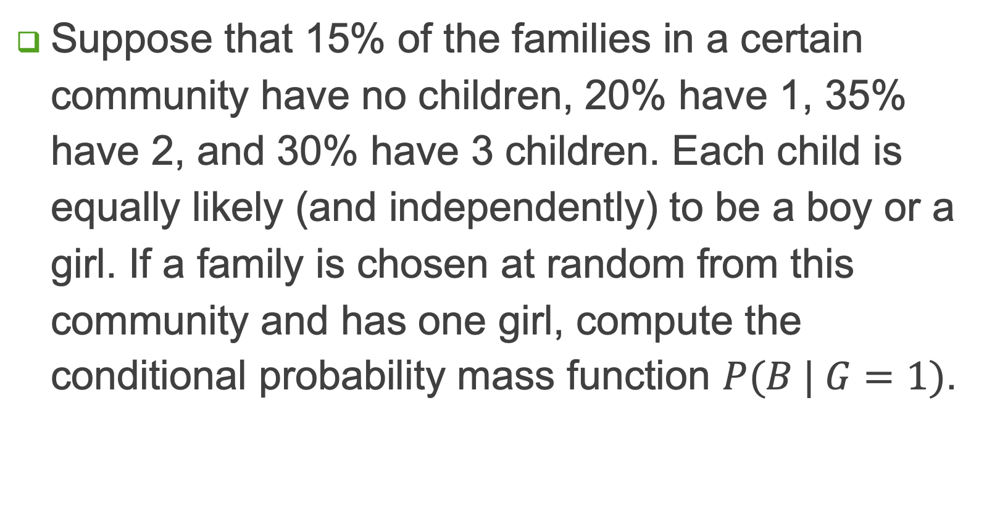 Suppose that 15% of the families in a certain
community have no children, 20% have 1, 35%
have 2, and 30% have 3 children. Each child is
equally likely (and independently) to be a boy or a
girl. If a family is chosen at random from this
community and has one girl, compute the
conditional probability mass function P(B | G = 1).